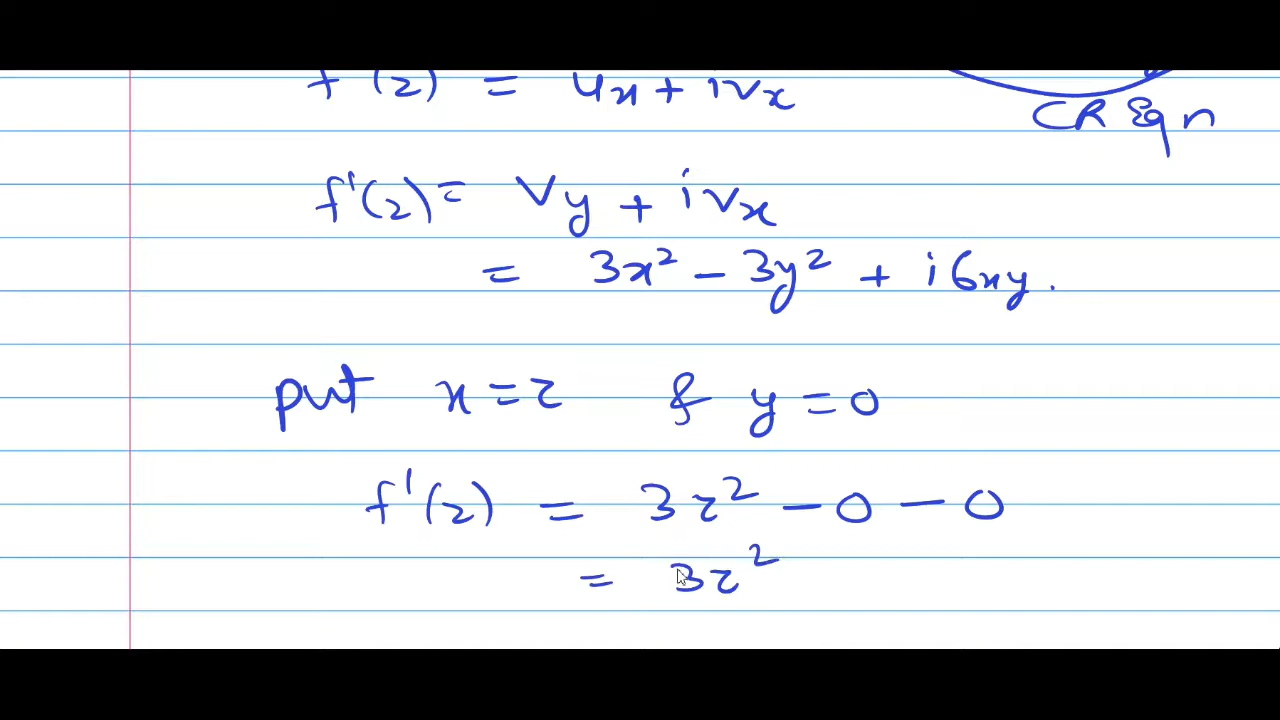 f'(z) = ux + ivx
CR Eqn
f'(z) = vy + ivx
= 3x² - 3y² + i6xy.
put x = z & y = 0
f'(z) = 3z² - 0 - 0
= 3z²